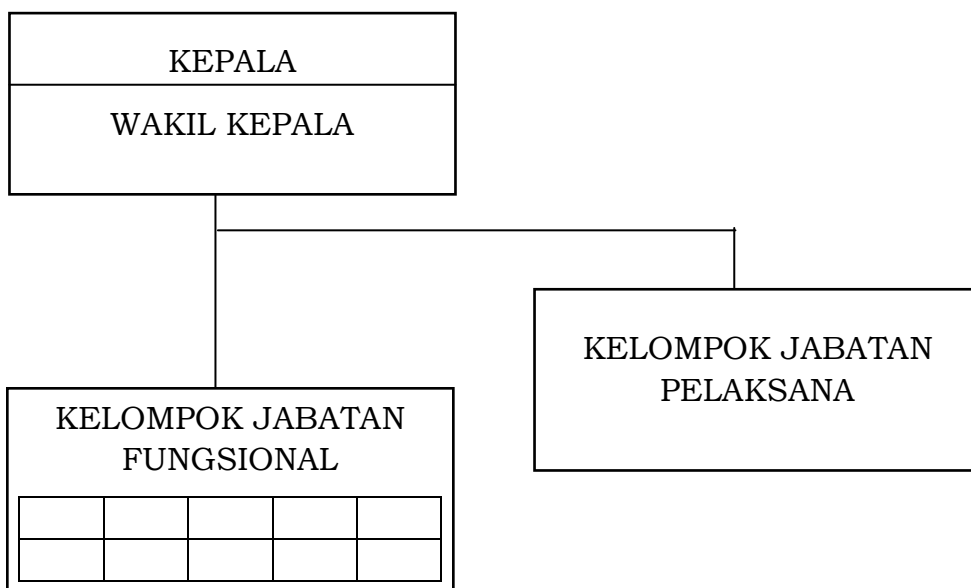 KEPALA
WAKIL KEPALA
KELOMPOK JABATAN
PELAKSANA
KELOMPOK JABATAN
FUNGSIONAL